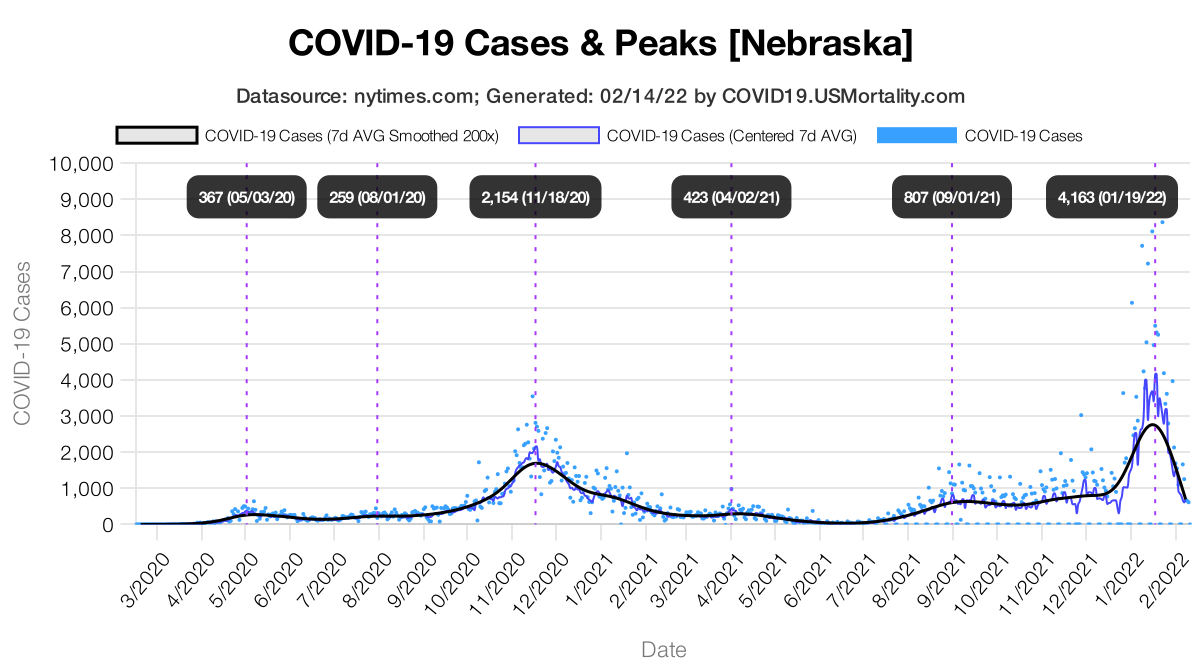 COVID-19 Cases & Peaks [Nebraska]
Datasource: nytimes.com; Generated: 02/14/22 by COVID19.USMortality.com
COVID-19 Cases (7d AVG Smoothed 200x) COVID-19 Cases (Centered 7d AVG) COVID-19 Cases
10,000
367 (05/03/20) 259 (08/01/20) 2,154 (11/18/20) 423 (04/02/21) 807 (09/01/21) 4,163 (01/19/22)
9,000
8,000
7,000
6,000
5,000
4,000
3,000
2,000
1,000
0
COVID-19 Cases
3/2020 4/2020 5/2020 6/2020 7/2020 8/2020 9/2020 10/2020 11/2020 12/2020 1/2021 2/2021 3/2021 4/2021 5/2021 6/2021 7/2021 8/2021 9/2021 10/2021 11/2021 12/2021 1/2022 2/2022
Date